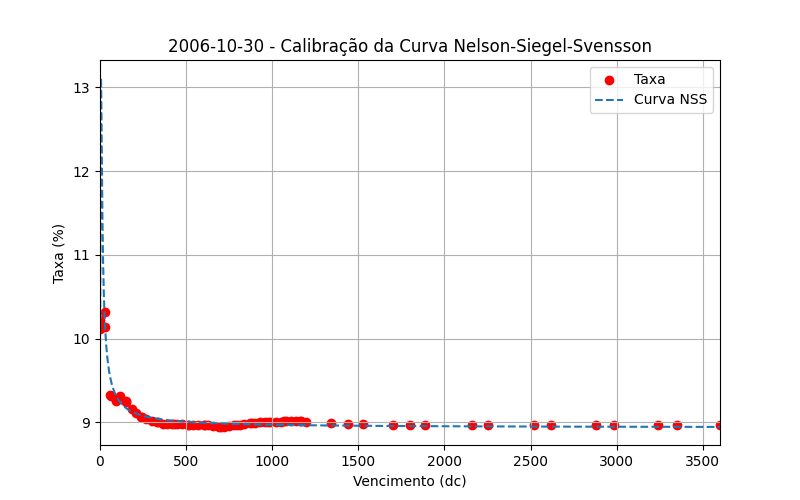 2006-10-30 - Calibração da Curva Nelson-Siegel-Svensson
Taxa
Curva NSS
Taxa (%)
13
12
11
10
9
0 500 1000 1500 2000 2500 3000 3500
Vencimento (dc)